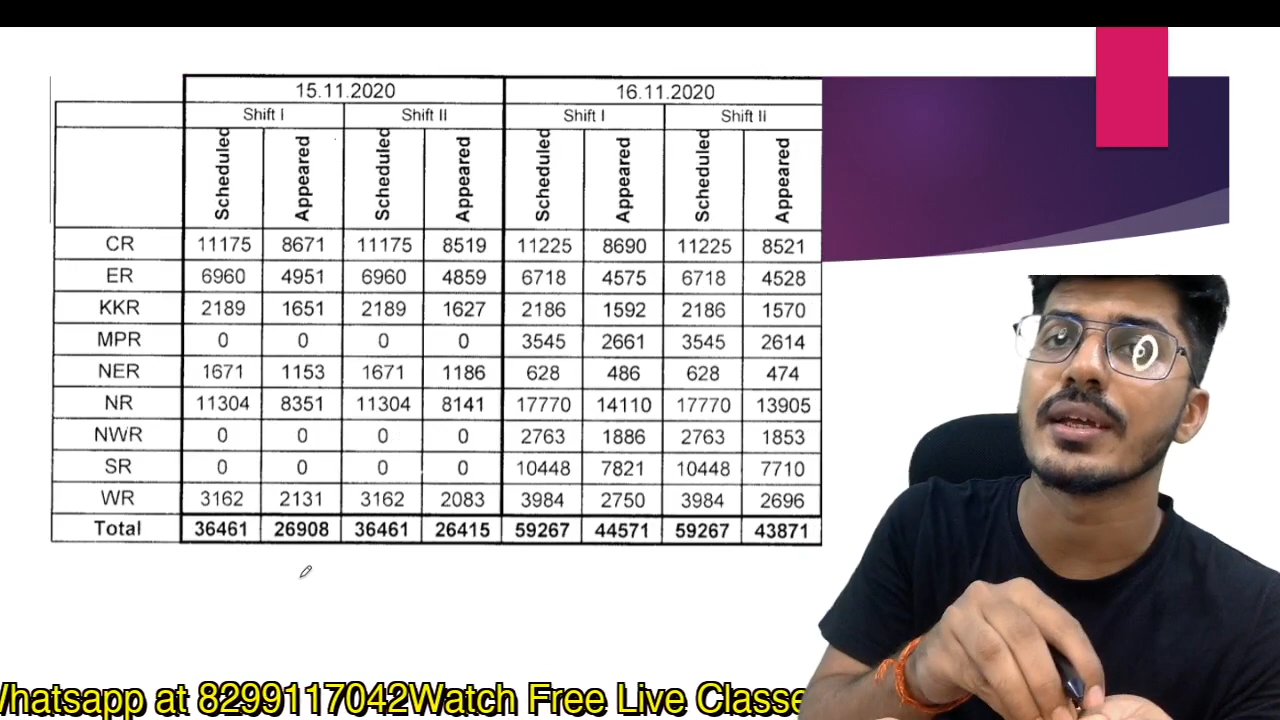 15.11.2020 16.11.2020
Shift I Shift II Shift I Shift II
Scheduled Appeared Scheduled Appeared Scheduled Appeared Scheduled Appeared
CR 11175 8671 11175 8519 11225 8690 11225 8521
ER 6960 4951 6960 4859 6718 4575 6718 4528
KKR 2189 1651 2189 1627 2186 1592 2186 1570
MPR 0 0 0 0 3545 2661 3545 2614
NER 1671 1153 1671 1186 628 486 628 474
NR 11304 8351 11304 8141 17770 14110 17770 13905
NWR 0 0 0 0 2763 1886 2763 1853
SR 0 0 0 0 10448 7821 10448 7710
WR 3162 2131 3162 2083 3984 2750 3984 2696
Total 36461 26908 36461 26415 59267 44571 59267 43871
Whatsapp at 8299117042Watch Free Live Classe